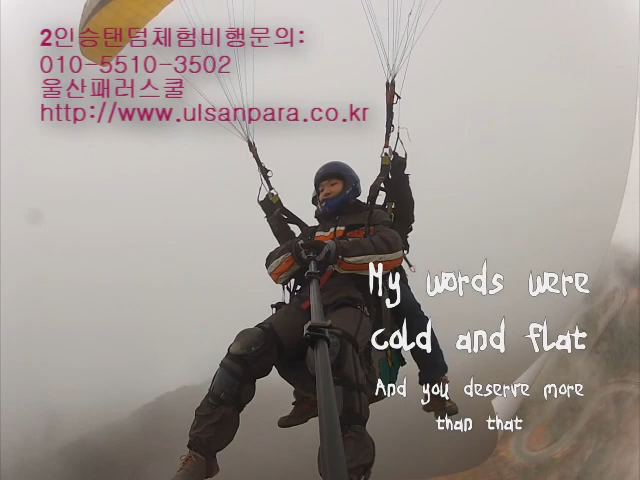 2인승탠덤체험비행문의:
010-5510-3502
울산패러스쿨
http://www.ulsanpara.co.kr
My words were
cold and flat
And you deserve more
than that